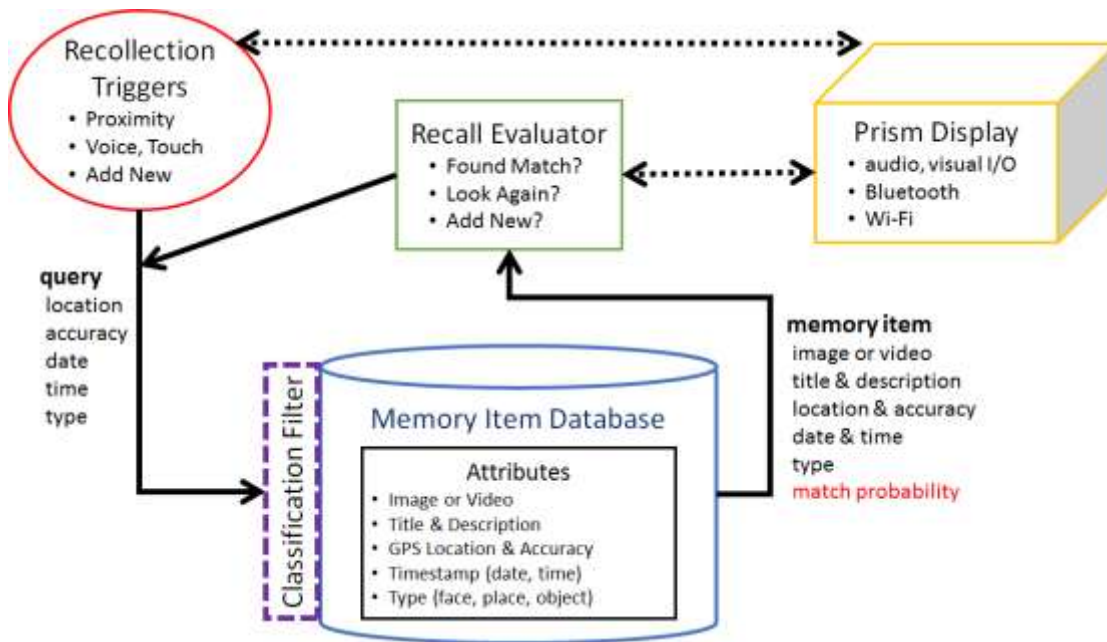 Recollection
Triggers
• Proximity
• Voice, Touch
• Add New
Recall Evaluator
• Found Match?
• Look Again?
• Add New?
Prism Display
• audio, visual I/O
• Bluetooth
• Wi-Fi
query
location
accuracy
date
time
type
Classification Filter
Memory Item Database
Attributes
• Image or Video
• Title & Description
• GPS Location & Accuracy
• Timestamp (date, time)
• Type (face, place, object)
memory item
image or video
title & description
location & accuracy
date & time
type
match probability